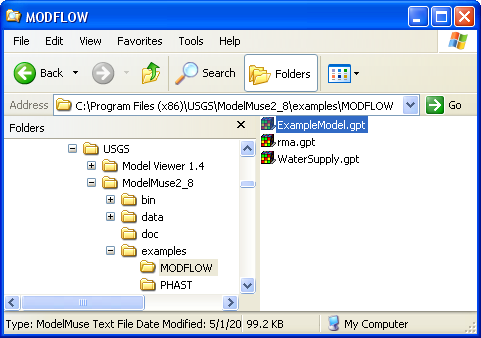 MODFLOW
File Edit View Favorites Tools Help
Back Search Folders
Address C:\Program Files (x86)\USGS\ModelMuse2_8\examples\MODFLOW Go
Folders
USGS
Model Viewer 1.4
ModelMuse2_8
bin
data
doc
examples
MODFLOW
PHAST
ExampleModel.gpt
rma.gpt
WaterSupply.gpt
Type: ModelMuse Text File Date Modified: 5/1/20 99.2 KB My Computer